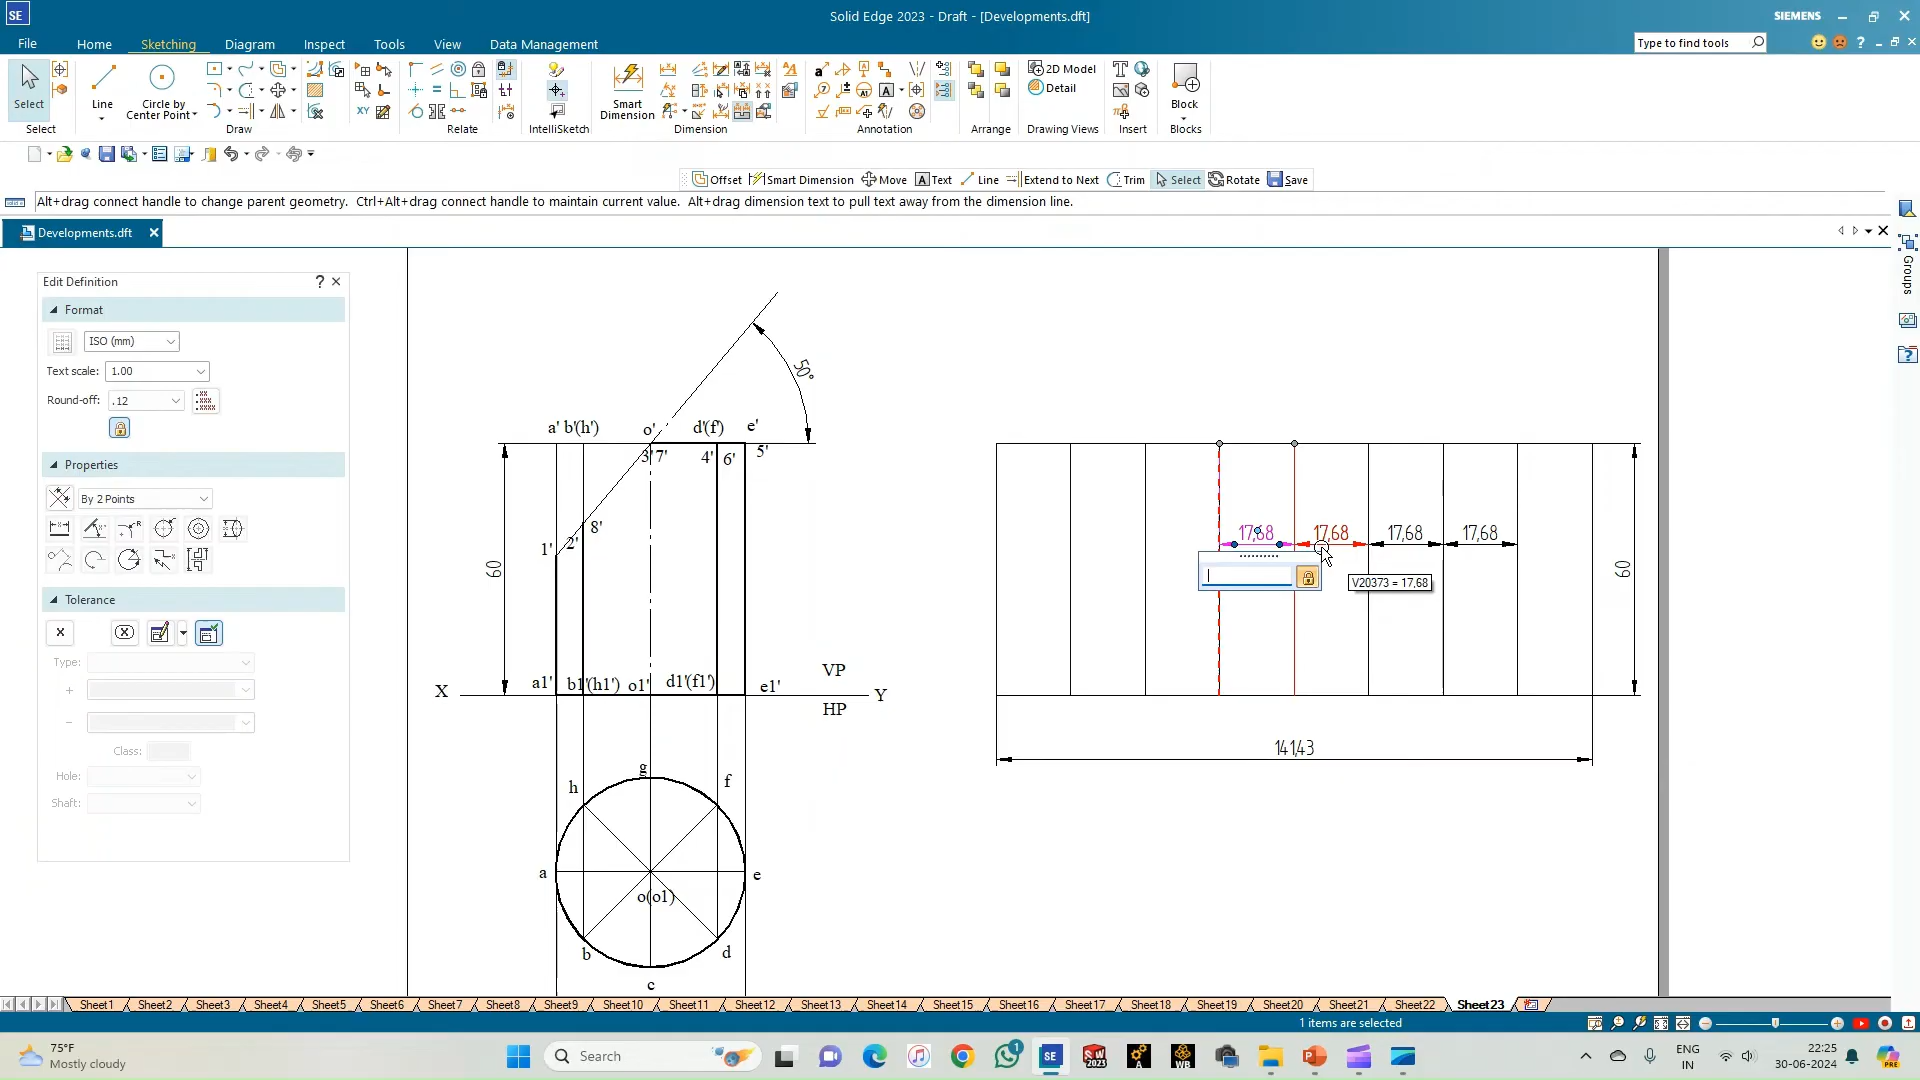 SE
Solid Edge 2023 - Draft - [Developments.dft]
SIEMENS
File Home Sketching Diagram Inspect Tools View Data Management
Type to find tools
Select
Line
Circle by
Center Point
Smart
Dimension
2D Model
Detail
Block
Select Draw Relate IntelliSketch Dimension Annotation Arrange Drawing Views Insert Blocks
Offset Smart Dimension Move Text Line Extend to Next Trim Select Rotate Save
Alt+drag connect handle to change parent geometry. Ctrl+Alt+drag connect handle to maintain current value. Alt+drag dimension text to pull text away from the dimension line.
Developments.dft
Groups
Edit Definition
Format
ISO (mm)
Text scale: 1.00
Round-off: .12
Properties
By 2 Points
Tolerance
Type:
+
-
Class:
Hole:
Shaft:
50°
a' b'(h') o' d'(f') e'
3'7' 4' 6' 5'
8'
1' 2'
60
a1' b1'(h1') o1' d1'(f1') e1'
X Y
VP
HP
g
h f
a e
o(o1)
b d
c
17,68 17,68 17,68 17,68
V20373 = 17,68
60
141,43
Sheet1 Sheet2 Sheet3 Sheet4 Sheet5 Sheet6 Sheet7 Sheet8 Sheet9 Sheet10 Sheet11 Sheet12 Sheet13 Sheet14 Sheet15 Sheet16 Sheet17 Sheet18 Sheet19 Sheet20 Sheet21 Sheet22 Sheet23
1 items are selected
75°F
Mostly cloudy
Search
1
SE
2023
A
WB
ENG
IN
22:25
30-06-2024
PRE